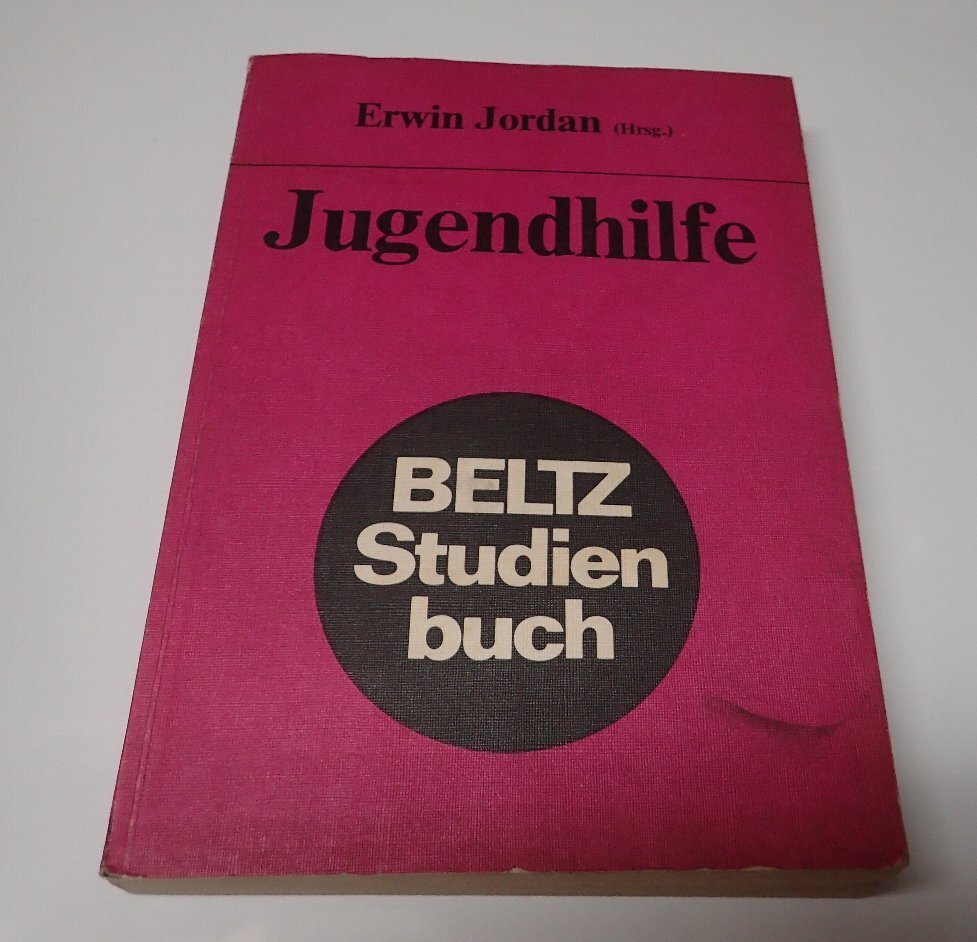 Erwin Jordan (Hrsg.)
Jugendhilfe
BELTZ
Studien
buch